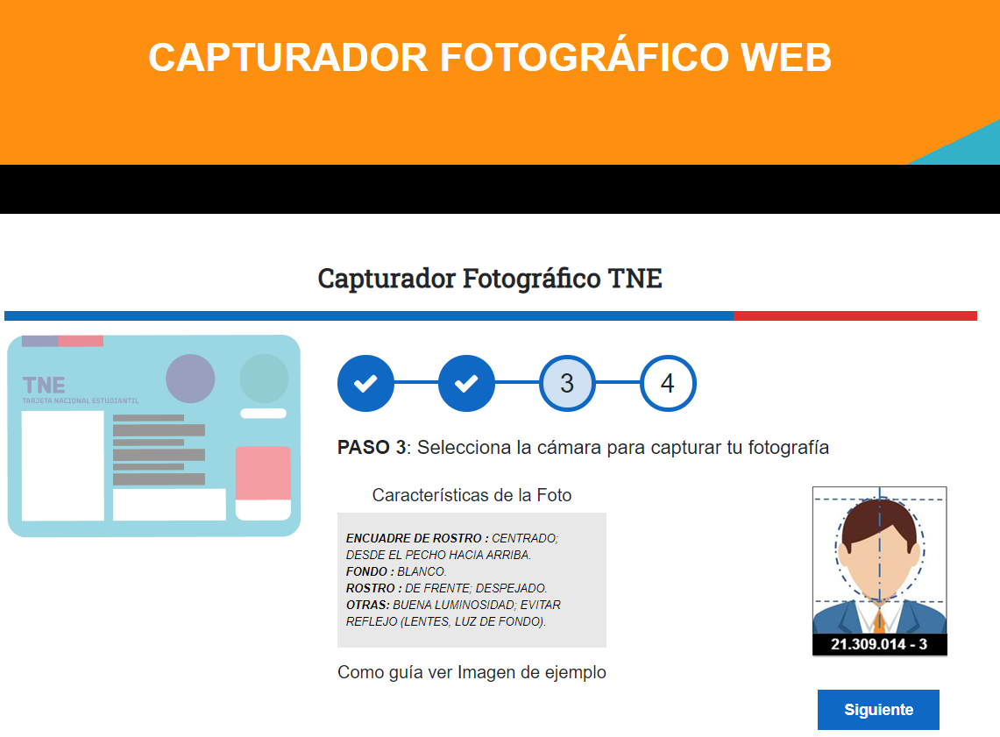 CAPTURADOR FOTOGRÁFICO WEB
Capturador Fotográfico TNE
TNE
TARJETA NACIONAL ESTUDIANTIL
3
4
PASO 3: Selecciona la cámara para capturar tu fotografía
Características de la Foto
ENCUADRE DE ROSTRO : CENTRADO;
DESDE EL PECHO HACIA ARRIBA.
FONDO : BLANCO.
ROSTRO : DE FRENTE; DESPEJADO.
OTRAS: BUENA LUMINOSIDAD; EVITAR
REFLEJO (LENTES, LUZ DE FONDO).
Como guía ver Imagen de ejemplo
21.309.014 - 3
Siguiente